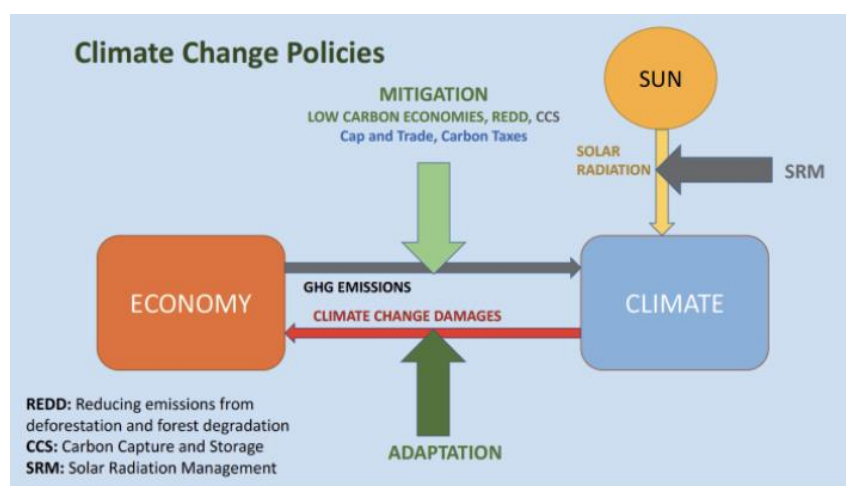 Climate Change Policies
SUN
MITIGATION
LOW CARBON ECONOMIES, REDD, CCS
Cap and Trade, Carbon Taxes
SOLAR
RADIATION
SRM
ECONOMY
GHG EMISSIONS
CLIMATE CHANGE DAMAGES
CLIMATE
REDD: Reducing emissions from
deforestation and forest degradation
CCS: Carbon Capture and Storage
SRM: Solar Radiation Management
ADAPTATION